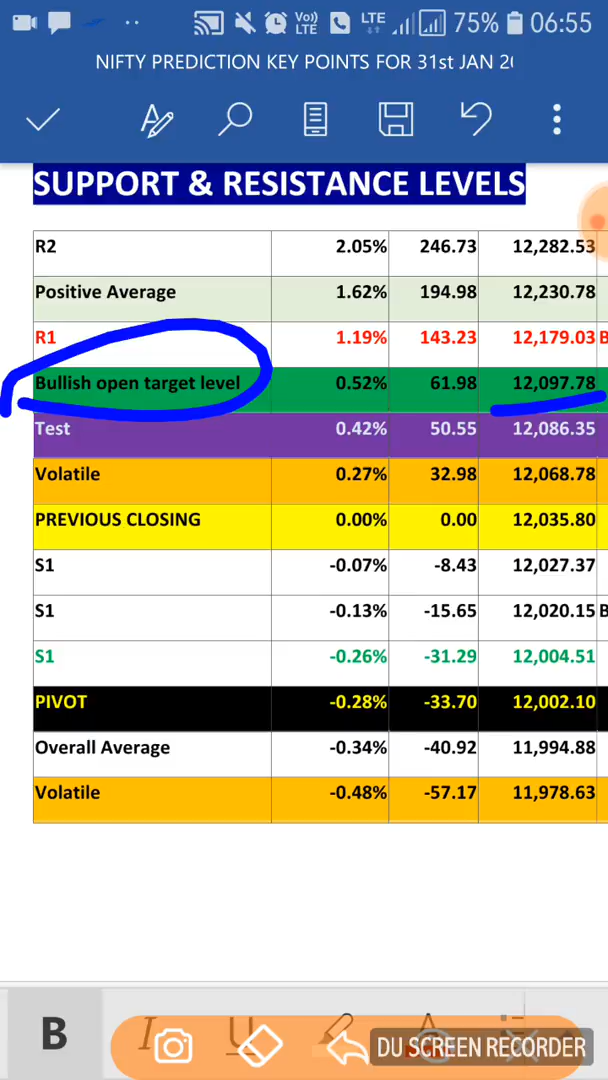 Vo)) LTE LTE 75% 06:55
NIFTY PREDICTION KEY POINTS FOR 31st JAN 20
SUPPORT & RESISTANCE LEVELS
R2 2.05% 246.73 12,282.53
Positive Average 1.62% 194.98 12,230.78
R1 1.19% 143.23 12,179.03 B
Bullish open target level 0.52% 61.98 12,097.78
Test 0.42% 50.55 12,086.35
Volatile 0.27% 32.98 12,068.78
PREVIOUS CLOSING 0.00% 0.00 12,035.80
S1 -0.07% -8.43 12,027.37
S1 -0.13% -15.65 12,020.15 B
S1 -0.26% -31.29 12,004.51
PIVOT -0.28% -33.70 12,002.10
Overall Average -0.34% -40.92 11,994.88
Volatile -0.48% -57.17 11,978.63
B I U A
DU SCREEN RECORDER